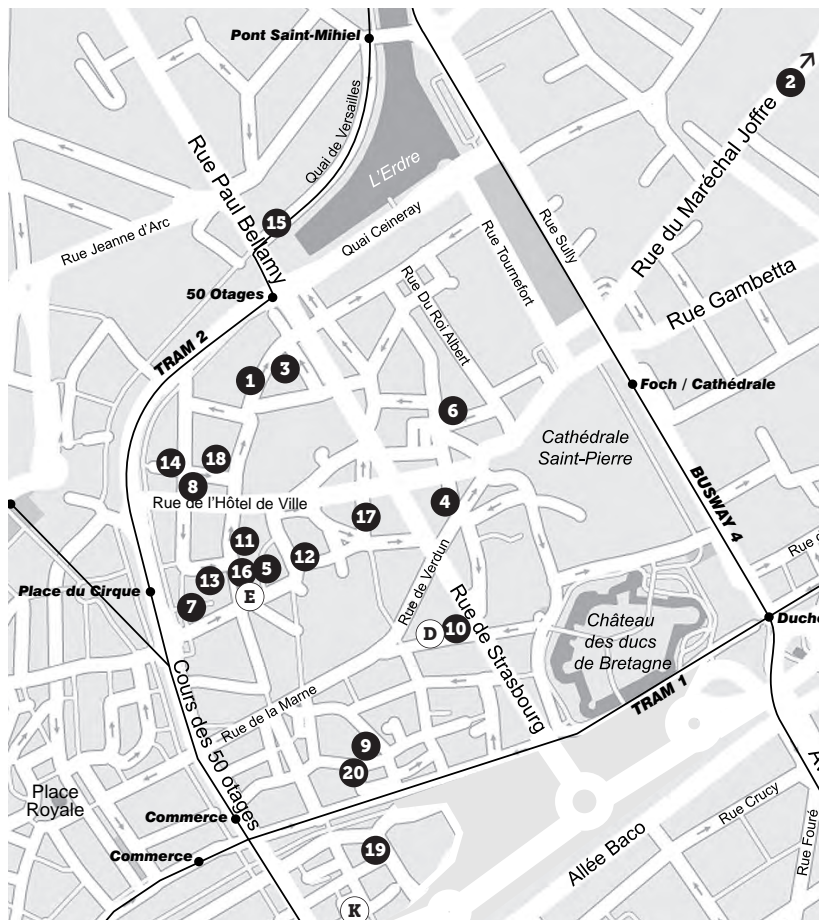 Pont Saint-Mihiel
2
Quai de Versailles
Rue du Maréchal Joffre
Rue Paul Bellamy
L'Erdre
15
Quai Ceineray
Rue Sully
Rue Jeanne d'Arc
Rue Tournefort
Rue Gambetta
50 Otages
Rue Du Roi Albert
TRAM 2
3
1
Foch / Cathédrale
6
Cathédrale
Saint-Pierre
14
18
8
Rue de l'Hôtel de Ville
4
17
BUSWAY 4
11
12
5
16
13
E
7
Place du Cirque
Rue de Verdun
Rue d
Rue de Strasbourg
D
10
Château
des ducs
de Bretagne
Duche
Cours des 50 otages
Rue de la Marne
TRAM 1
9
20
Place
Royale
Commerce
Commerce
19
Allée Baco
Rue Crucy
Rue Fouré
A
K